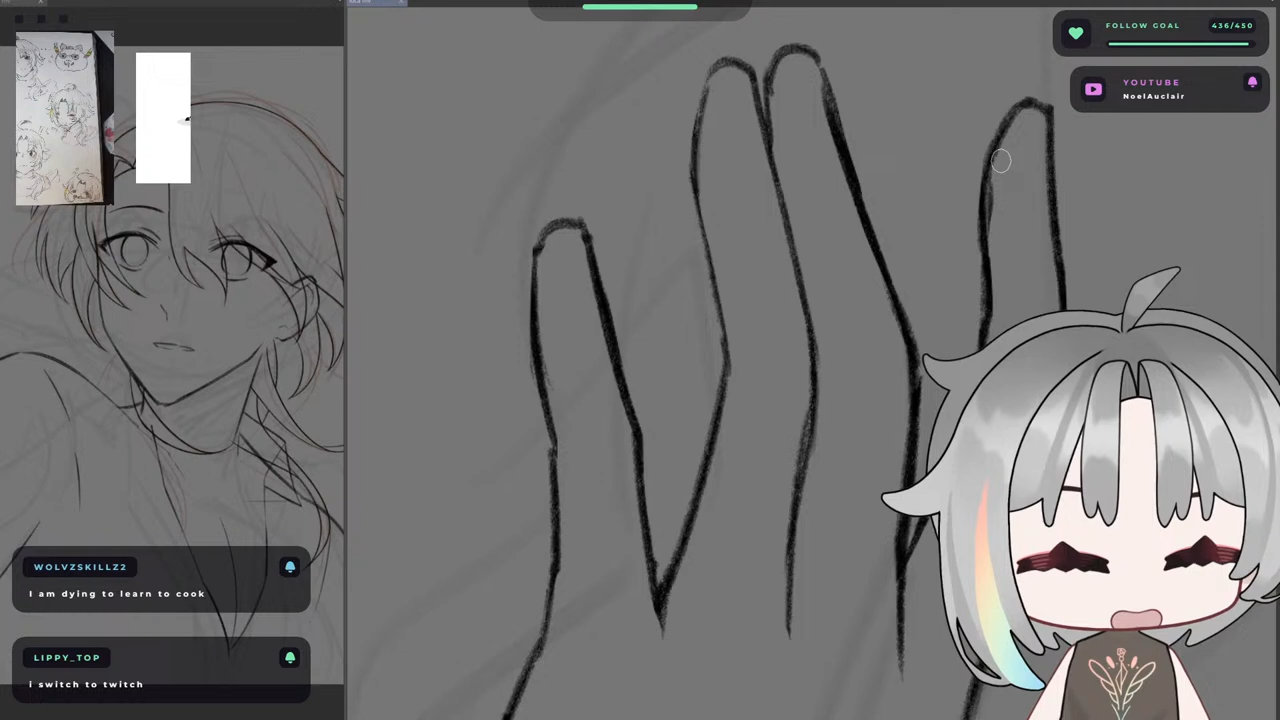 FOLLOW GOAL 436/450
YOUTUBE
NoelAuclair
WOLVZSKILLZ2
I am dying to learn to cook
LIPPY_TOP
i switch to twitch